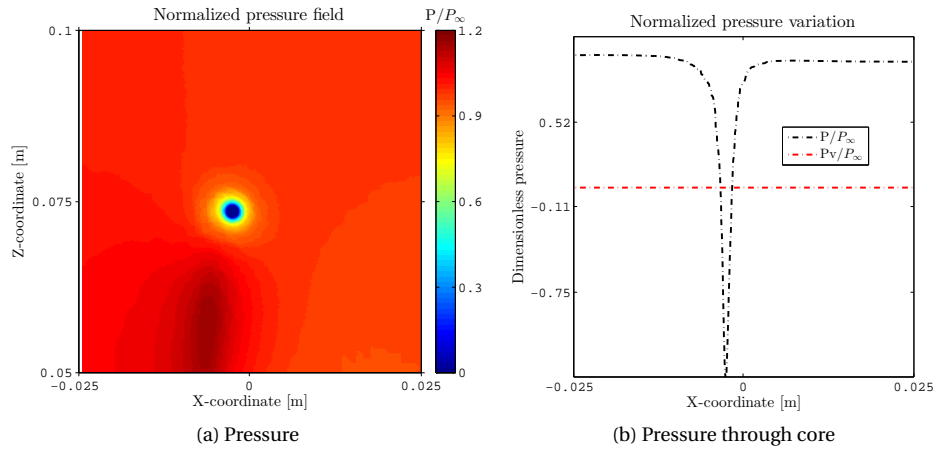 Normalized pressure field
P/P∞
0.1
0.075
0.05
Z-coordinate [m]
-0.025
0
0.025
X-coordinate [m]
1.2
0.9
0.6
0.3
0
(a) Pressure
Normalized pressure variation
Dimensionless pressure
0.52
-0.11
-0.75
P/P∞
Pv/P∞
-0.025
0
0.025
X-coordinate [m]
(b) Pressure through core